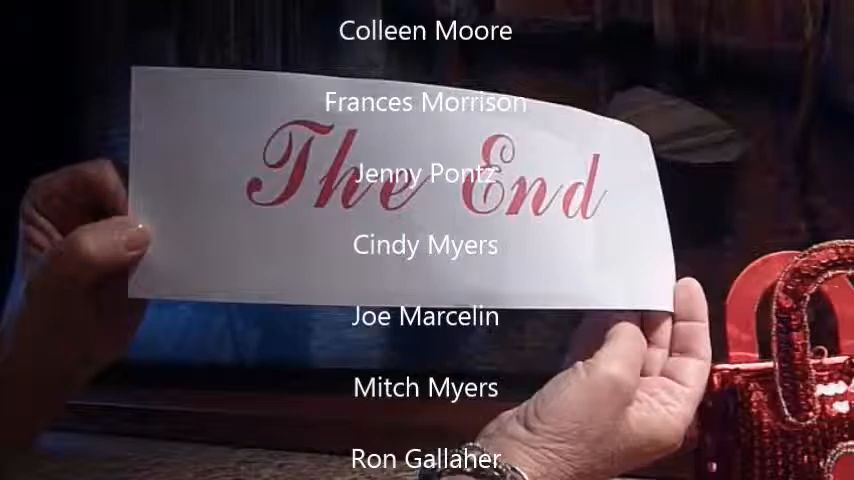 Colleen Moore
Frances Morrison
The End
Jenny Pontz
Cindy Myers
Joe Marcelin
Mitch Myers
Ron Gallaher